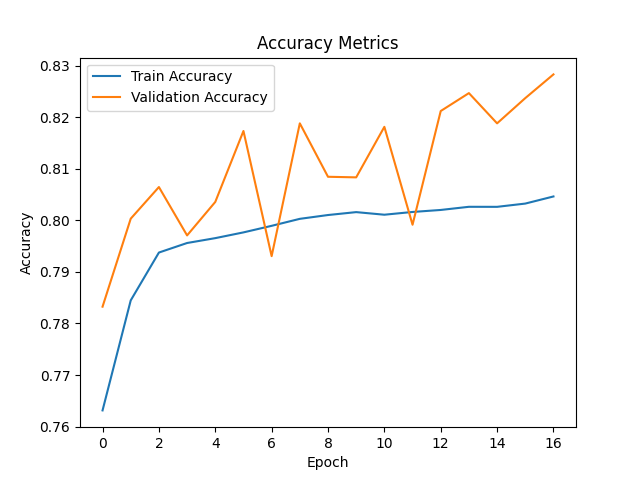 Accuracy Metrics
Train Accuracy
Validation Accuracy
Accuracy
0.83
0.82
0.81
0.80
0.79
0.78
0.77
0.76
0 2 4 6 8 10 12 14 16
Epoch